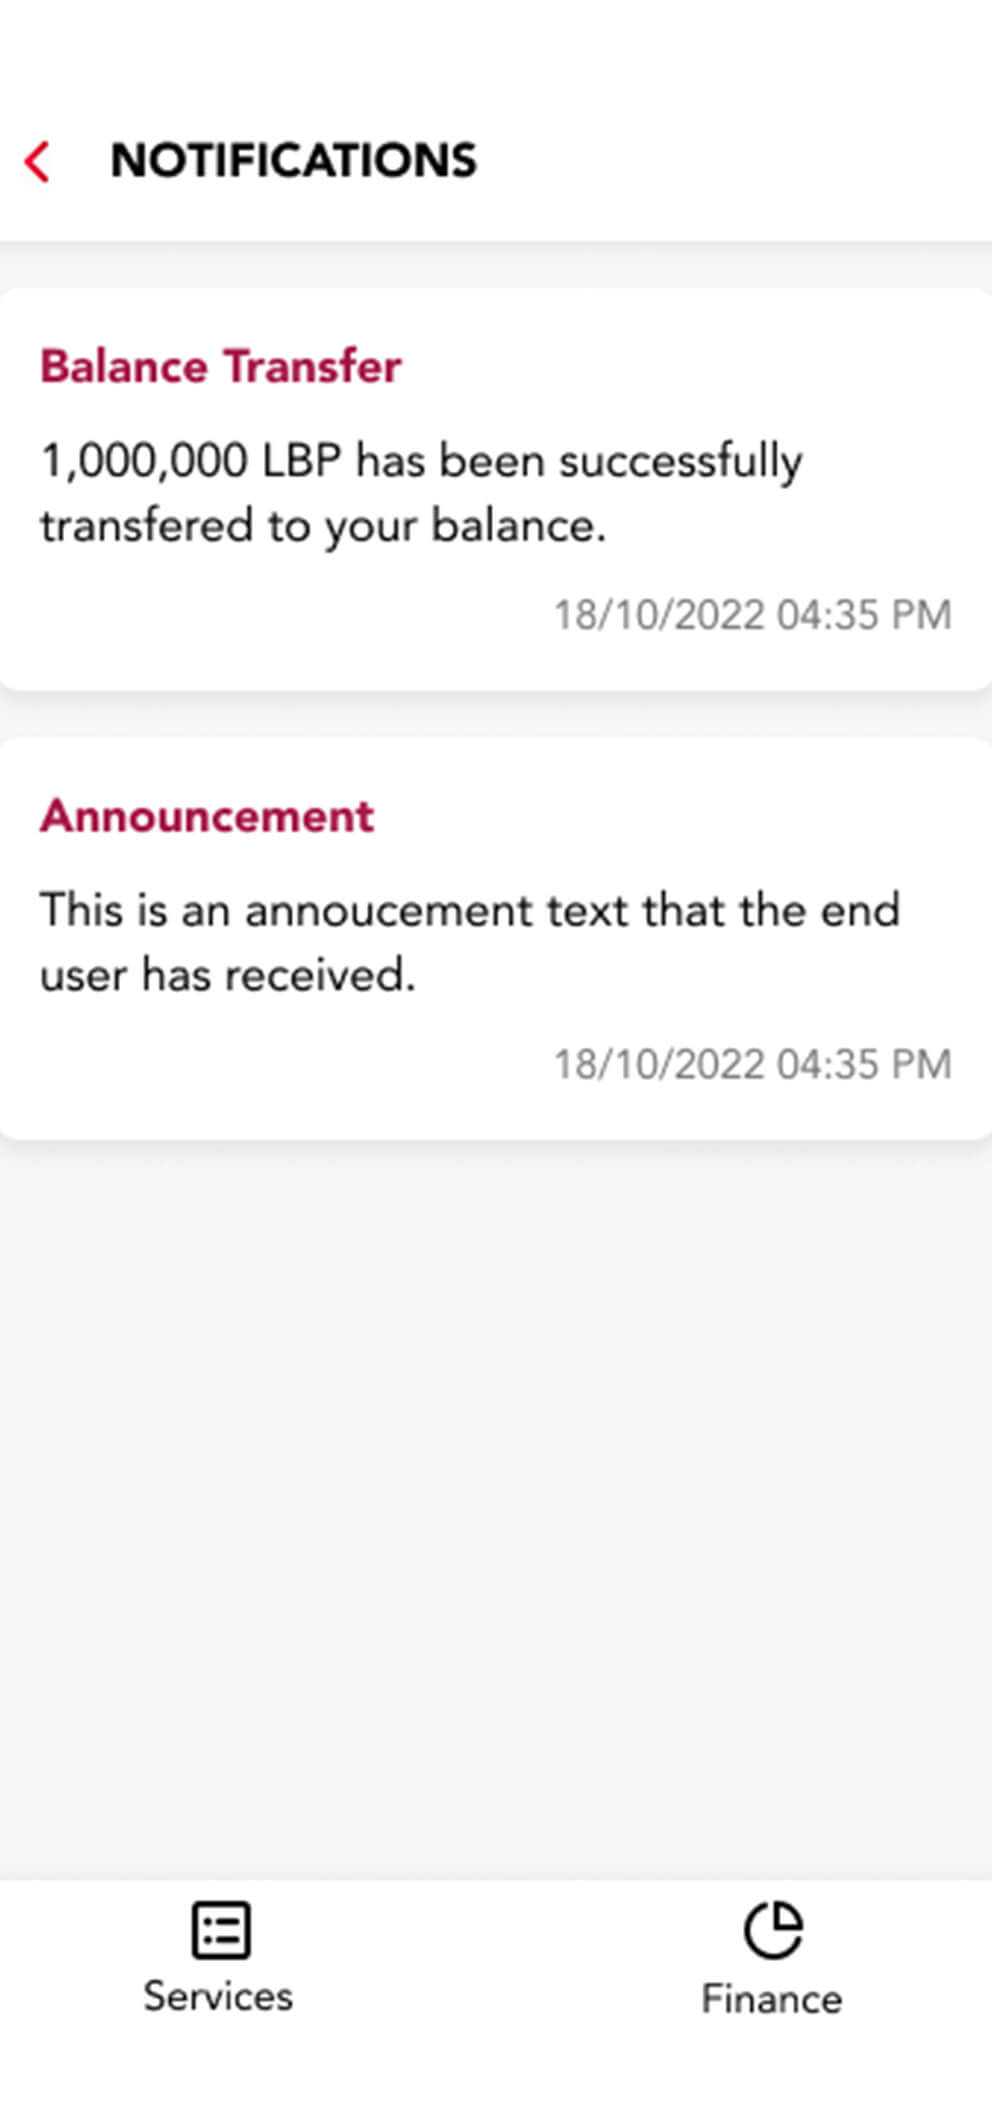 NOTIFICATIONS
Balance Transfer
1,000,000 LBP has been successfully
transfered to your balance.
18/10/2022 04:35 PM
Announcement
This is an annoucement text that the end
user has received.
18/10/2022 04:35 PM
Services
Finance